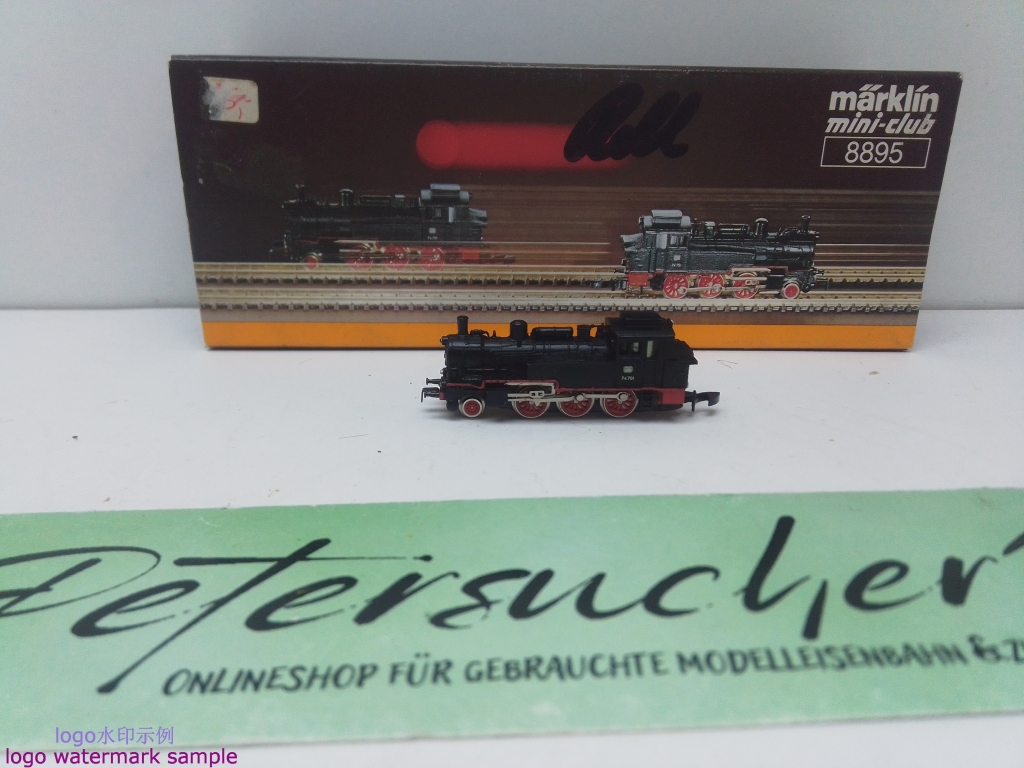 märklin
mini-club
8895
Petersucher
ONLINESHOP FÜR GEBRAUCHTE MODELLEISENBAHN &
logo水印示例
logo watermark sample